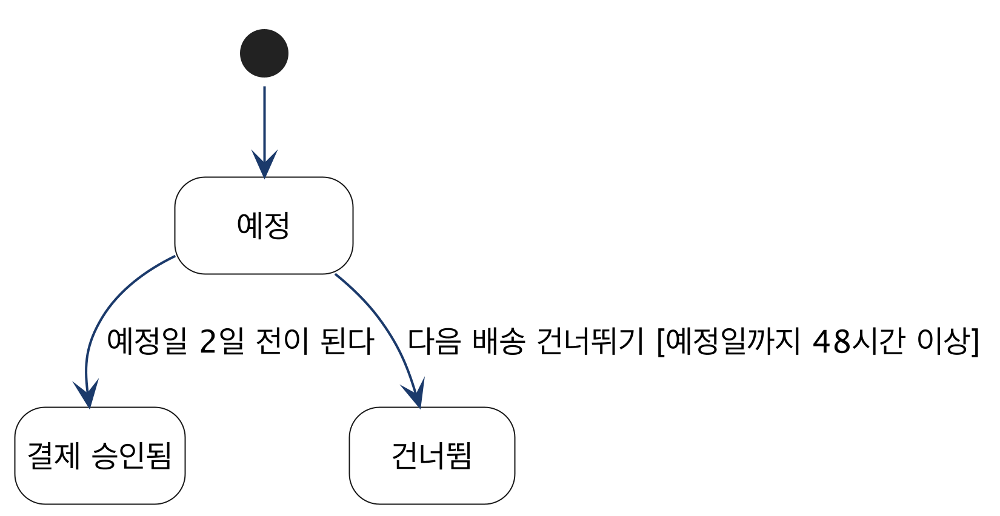 예정
예정일 2일 전이 된다
다음 배송 건너뛰기 [예정일까지 48시간 이상]
결제 승인됨
건너뜀